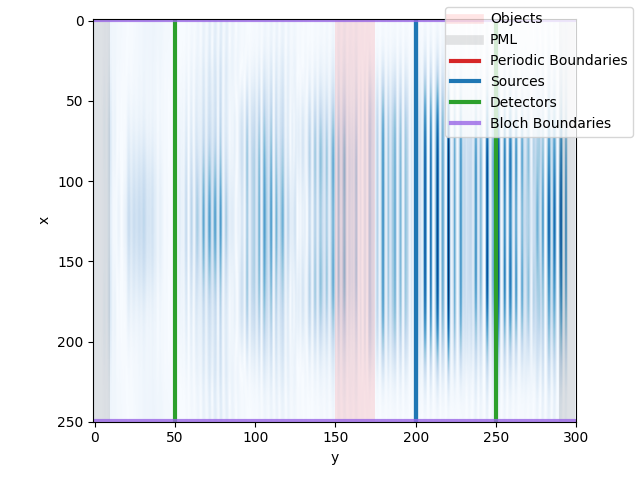 Objects
PML
Periodic Boundaries
Sources
Detectors
Bloch Boundaries
0
50
100
150
200
250
x
0
50
100
150
200
250
300
y